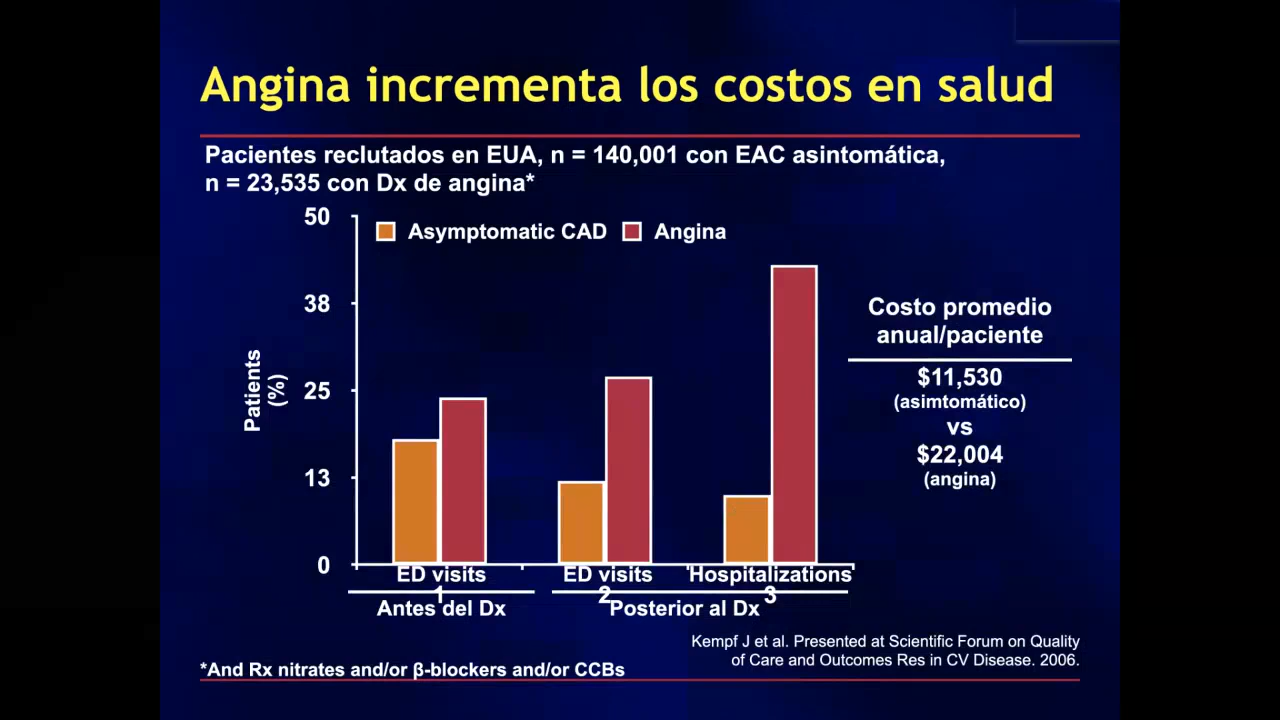 Angina incrementa los costos en salud
Pacientes reclutados en EUA, n = 140,001 con EAC asintomática,
n = 23,535 con Dx de angina*
50
38
25
13
0
Patients
(%)
Asymptomatic CAD
Angina
ED visits
1
ED visits
2
Hospitalizations
3
Antes del Dx
Posterior al Dx
Costo promedio
anual/paciente
$11,530
(asimtomático)
vs
$22,004
(angina)
Kempf J et al. Presented at Scientific Forum on Quality
of Care and Outcomes Res in CV Disease. 2006.
*And Rx nitrates and/or β-blockers and/or CCBs